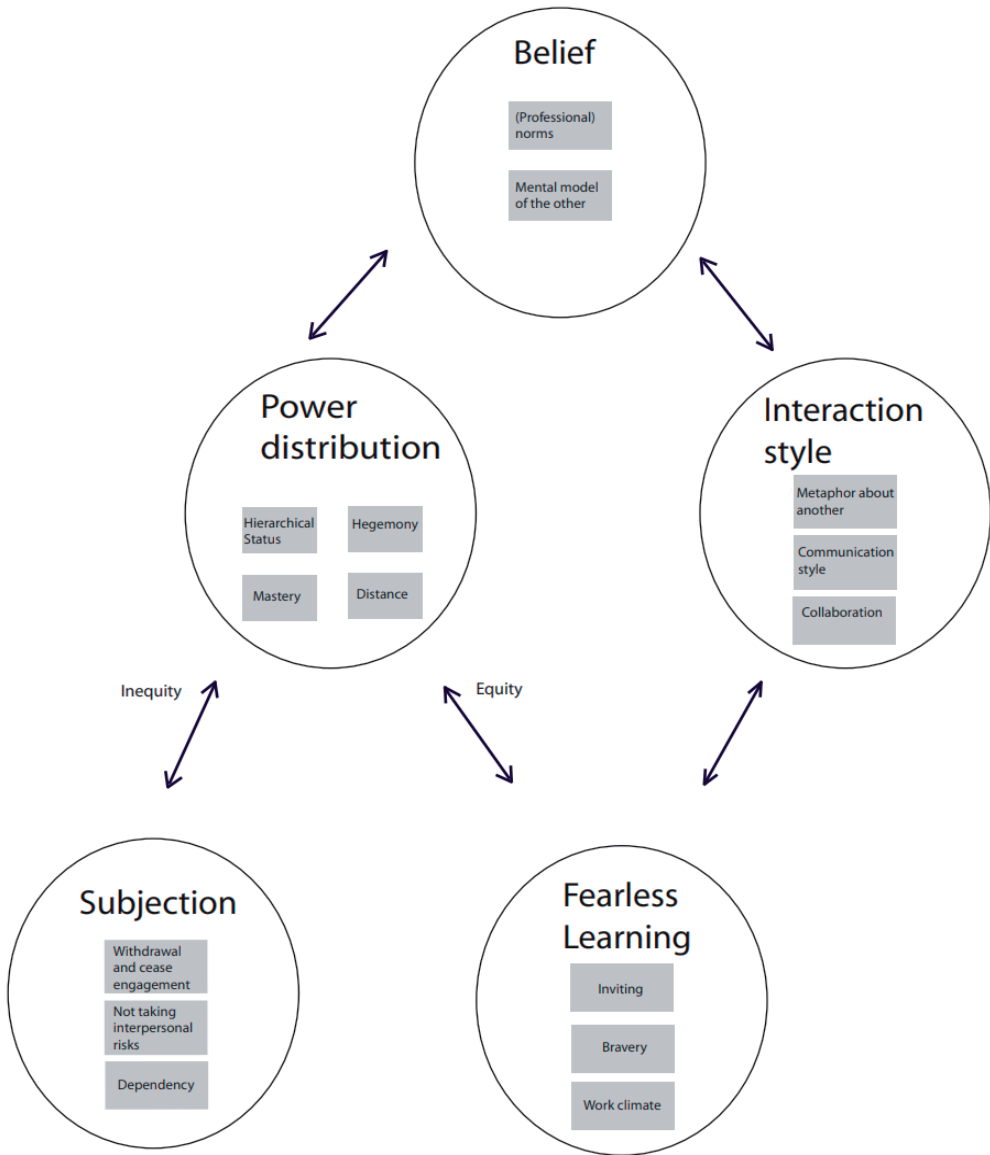 Belief
(Professional)
norms
Mental model
of the other
Power
distribution
Hierarchical
Status
Hegemony
Mastery
Distance
Interaction
style
Metaphor about
another
Communication
style
Collaboration
Inequity
Equity
Subjection
Withdrawal
and cease
engagement
Not taking
interpersonal
risks
Dependency
Fearless
Learning
Inviting
Bravery
Work climate